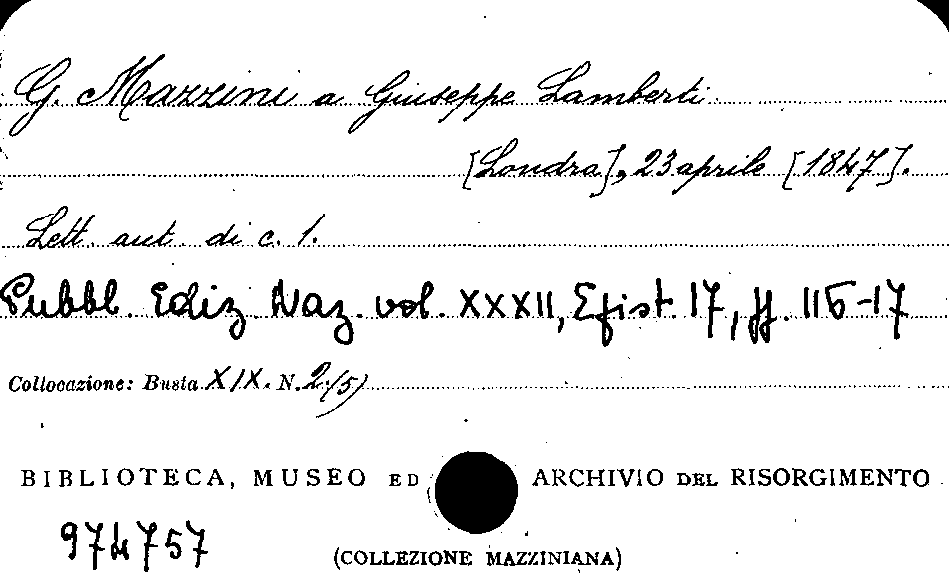 G. Mazzini a Giuseppe Lamberti
[Londra], 23 aprile [1847].
Lett. aut. di c. 1.
Pubbl. Ediz. Naz. vol. XXXII, Epist. 17, pp. 115-17
Collocazione: Busta XIX. N. 2(5)
BIBLIOTECA, MUSEO ED ARCHIVIO DEL RISORGIMENTO
974757
(COLLEZIONE MAZZINIANA)